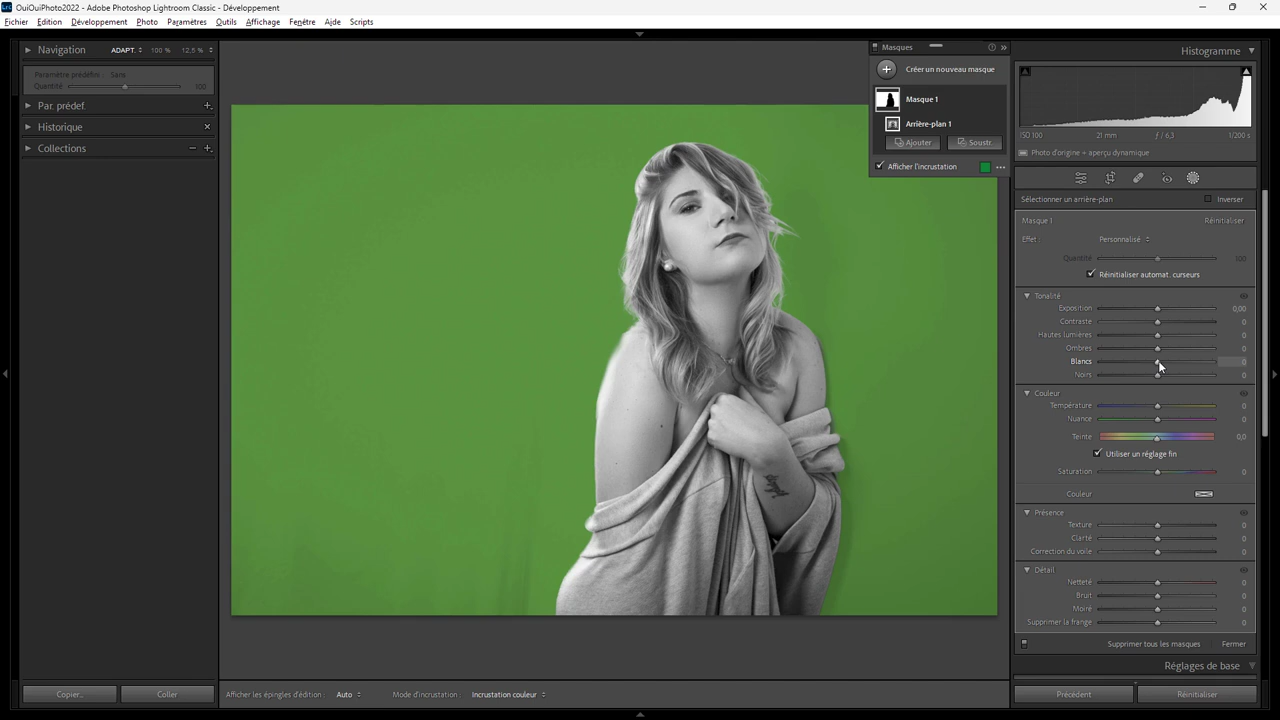 OuiOuiPhoto2022 - Adobe Photoshop Lightroom Classic - Développement
Fichier Edition Développement Photo Paramètres Outils Affichage Fenêtre Aide Scripts
Navigation ADAPT. 100 % 12,5 %
Paramètre prédéfini : Sans
Quantité 100
Par. prédéf.
Historique
Collections
Copier... Coller
Masques
Créer un nouveau masque
Masque 1
Arrière-plan 1
Ajouter Soustr.
Afficher l'incrustation
Histogramme
ISO 100 21 mm ƒ / 6,3 1/200 s
Photo d'origine + aperçu dynamique
Sélectionner un arrière-plan Inverser
Masque 1 Réinitialiser
Effet : Personnalisé
Quantité 100
Réinitialiser automat. curseurs
Tonalité
Exposition 0,00
Contraste 0
Hautes lumières 0
Ombres 0
Blancs 0
Noirs 0
Couleur
Température 0
Nuance 0
Teinte 0,0
Utiliser un réglage fin
Saturation 0
Couleur
Présence
Texture 0
Clarté 0
Correction du voile 0
Détail
Netteté 0
Bruit 0
Moiré 0
Supprimer la frange 0
Supprimer tous les masques Fermer
Réglages de base
Précédent Réinitialiser
Afficher les épingles d'édition : Auto Mode d'incrustation : Incrustation couleur